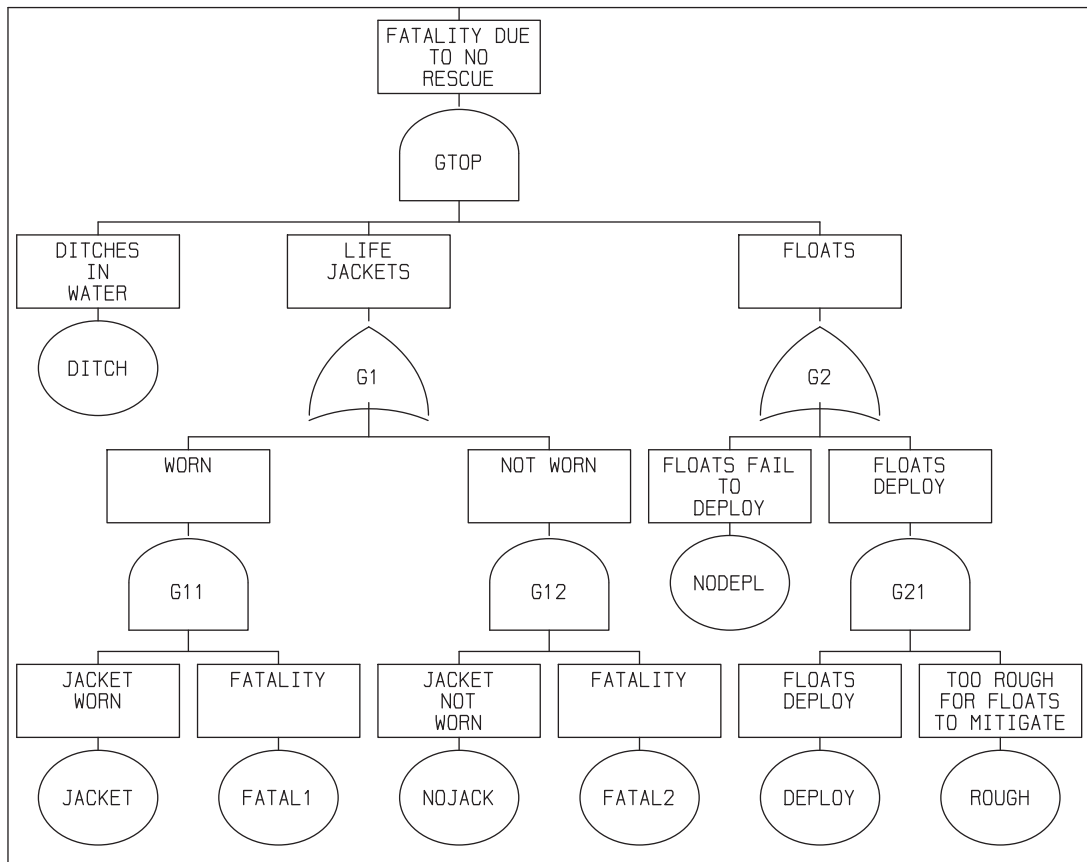 FATALITY DUE
TO NO
RESCUE
GTOP
DITCHES
IN
WATER
LIFE
JACKETS
FLOATS
DITCH
G1
G2
WORN
NOT WORN
FLOATS FAIL
TO
DEPLOY
FLOATS
DEPLOY
G11
G12
NODEPL
G21
JACKET
WORN
FATALITY
JACKET
NOT
WORN
FATALITY
FLOATS
DEPLOY
TOO ROUGH
FOR FLOATS
TO MITIGATE
JACKET
FATAL1
NOJACK
FATAL2
DEPLOY
ROUGH